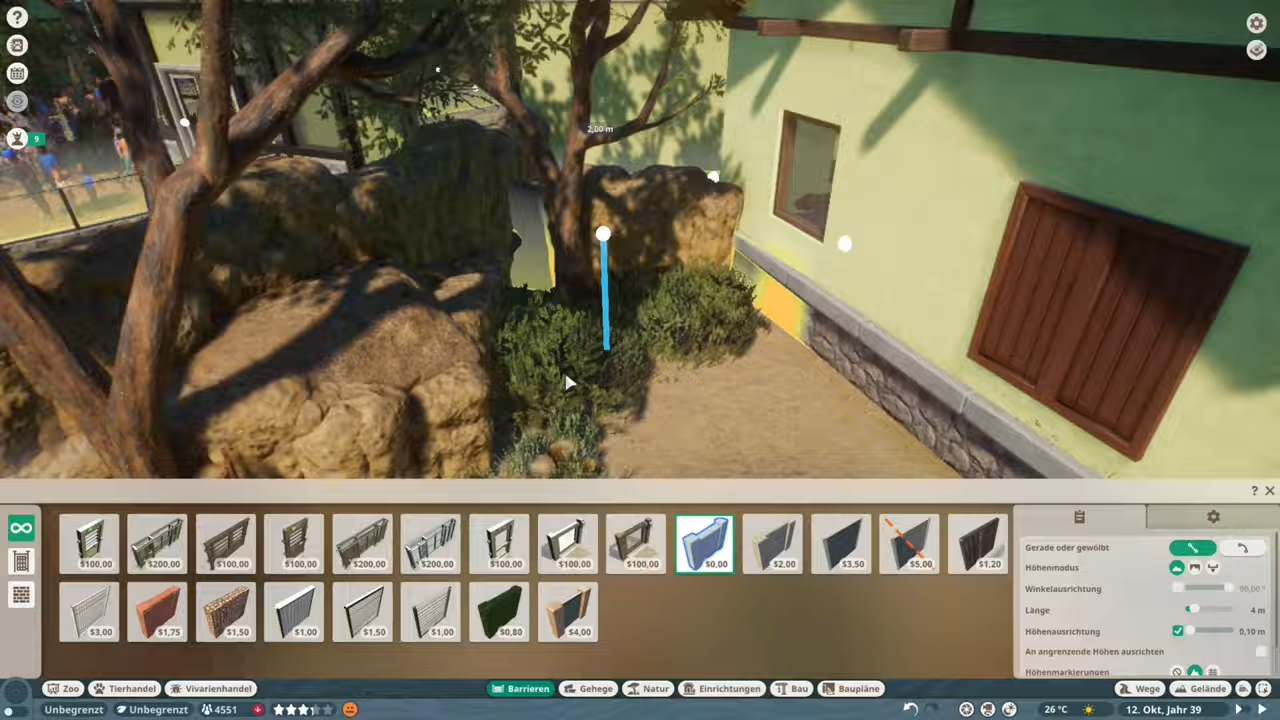 ?
9
2,00 m
? ×
$100,00 $200,00 $100,00 $100,00 $200,00 $200,00 $100,00 $100,00 $100,00 $0,00 $2,00 $3,50 $5,00 $1,20
$3,00 $1,75 $1,50 $1,00 $1,50 $1,00 $0,80 $4,00
Gerade oder gewölbt
Höhenmodus
Winkelausrichtung 90,00°
Länge 4 m
Höhenausrichtung 0,10 m
An angrenzende Höhen ausrichten
Höhenmarkierungen
Zoo Tierhandel Vivarienhandel Barrieren Gehege Natur Einrichtungen Bau Baupläne Wege Gelände
Unbegrenzt Unbegrenzt 4551 26 °C 12. Okt, Jahr 39